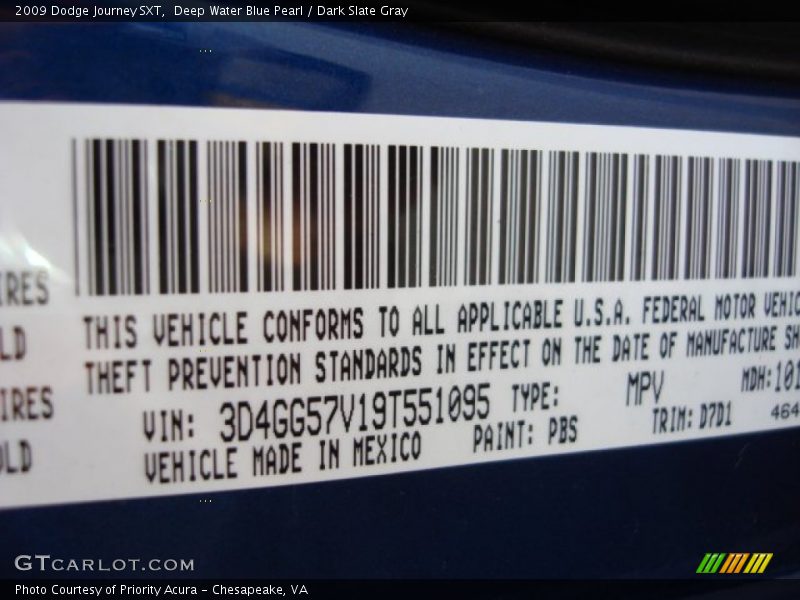 2009 Dodge Journey SXT,  Deep Water Blue Pearl / Dark Slate Gray
IRES
LD
IRES
LD
THIS VEHICLE CONFORMS TO ALL APPLICABLE U.S.A. FEDERAL MOTOR VEHIC
THEFT PREVENTION STANDARDS IN EFFECT ON THE DATE OF MANUFACTURE SH
VIN: 3D4GG57V19T551095 TYPE: MPV MDH: 101
VEHICLE MADE IN MEXICO PAINT: PBS TRIM: D7D1 464
GTCARLOT.COM
Photo Courtesy of Priority Acura - Chesapeake, VA